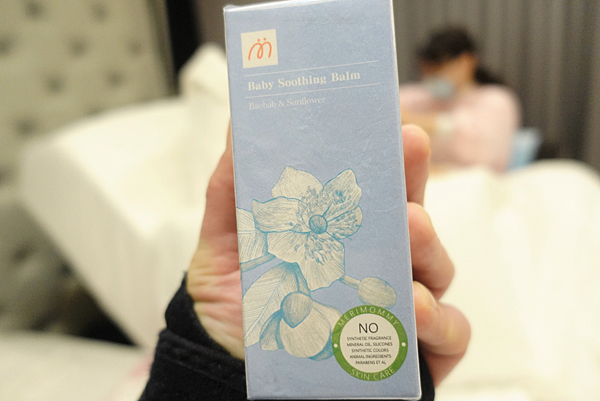 m̈
Baby Soothing Balm
Baobab & Sunflower
MERIMOMMY
NO
SYNTHETIC FRAGRANCE
MINERAL OIL, SILICONES
SYNTHETIC COLORS
ANIMAL INGREDIENTS
PARABENS ET AL
SKIN CARE